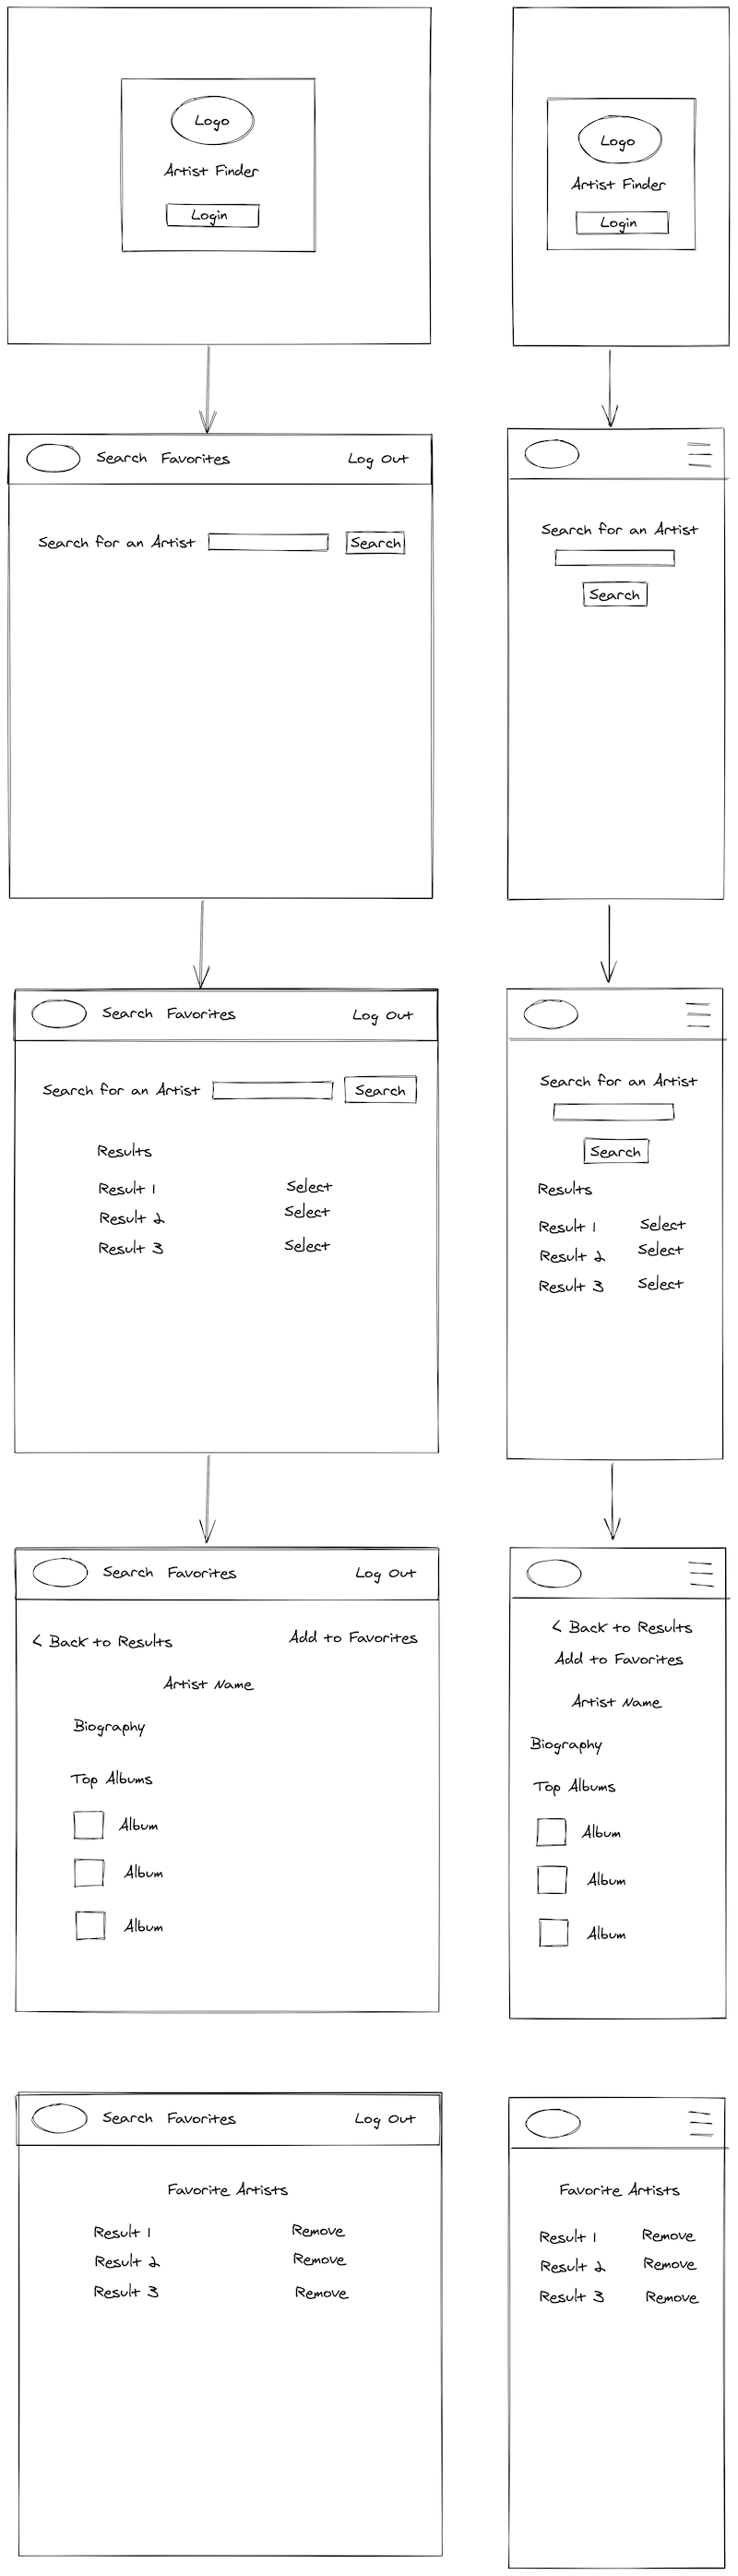 Logo
Artist Finder
Login
Logo
Artist Finder
Login
Search Favorites Log Out
Search for an Artist Search
Search for an Artist
Search
Search Favorites Log Out
Search for an Artist Search
Results
Result 1 Select
Result 2 Select
Result 3 Select
Search for an Artist
Search
Results
Result 1 Select
Result 2 Select
Result 3 Select
Search Favorites Log Out
< Back to Results Add to Favorites
Artist Name
Biography
Top Albums
Album
Album
Album
< Back to Results
Add to Favorites
Artist Name
Biography
Top Albums
Album
Album
Album
Search Favorites Log Out
Favorite Artists
Result 1 Remove
Result 2 Remove
Result 3 Remove
Favorite Artists
Result 1 Remove
Result 2 Remove
Result 3 Remove